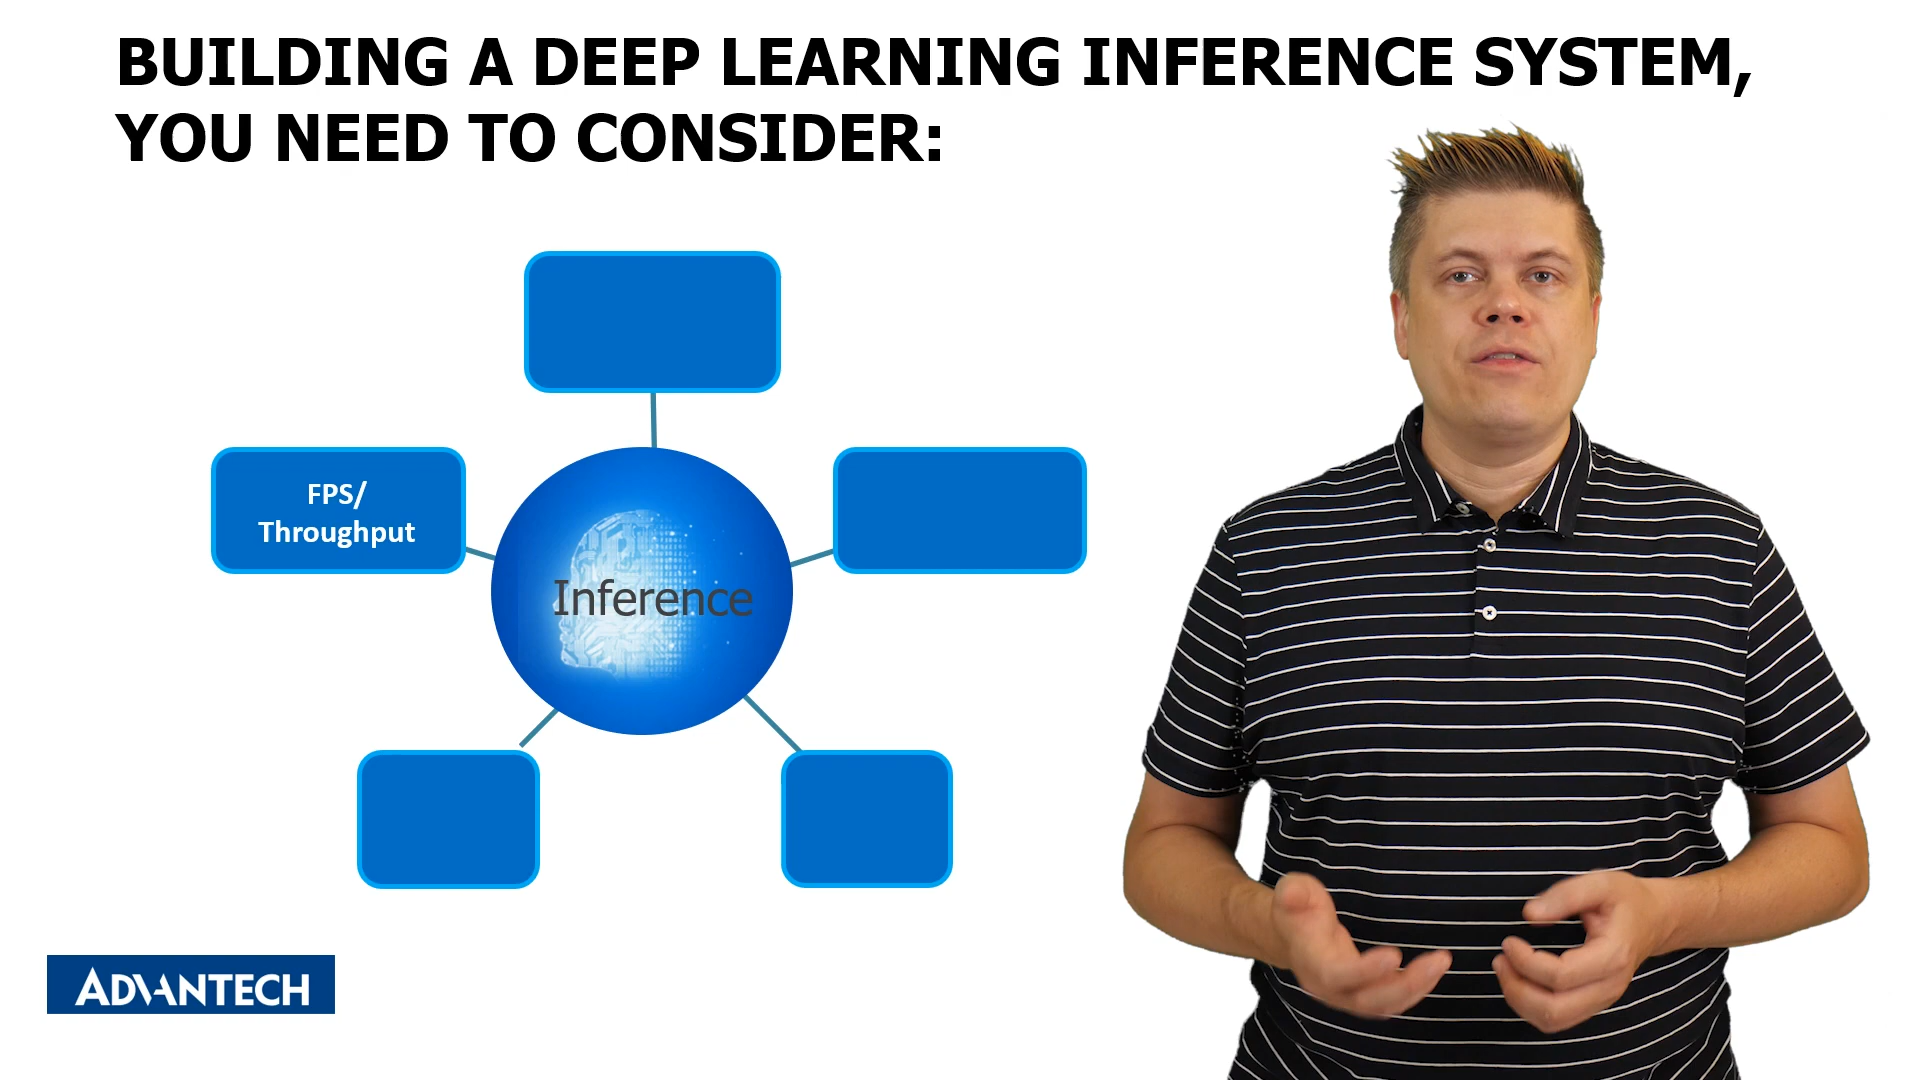 BUILDING A DEEP LEARNING INFERENCE SYSTEM,
YOU NEED TO CONSIDER:
FPS/
Throughput
Inference
ADVANTECH